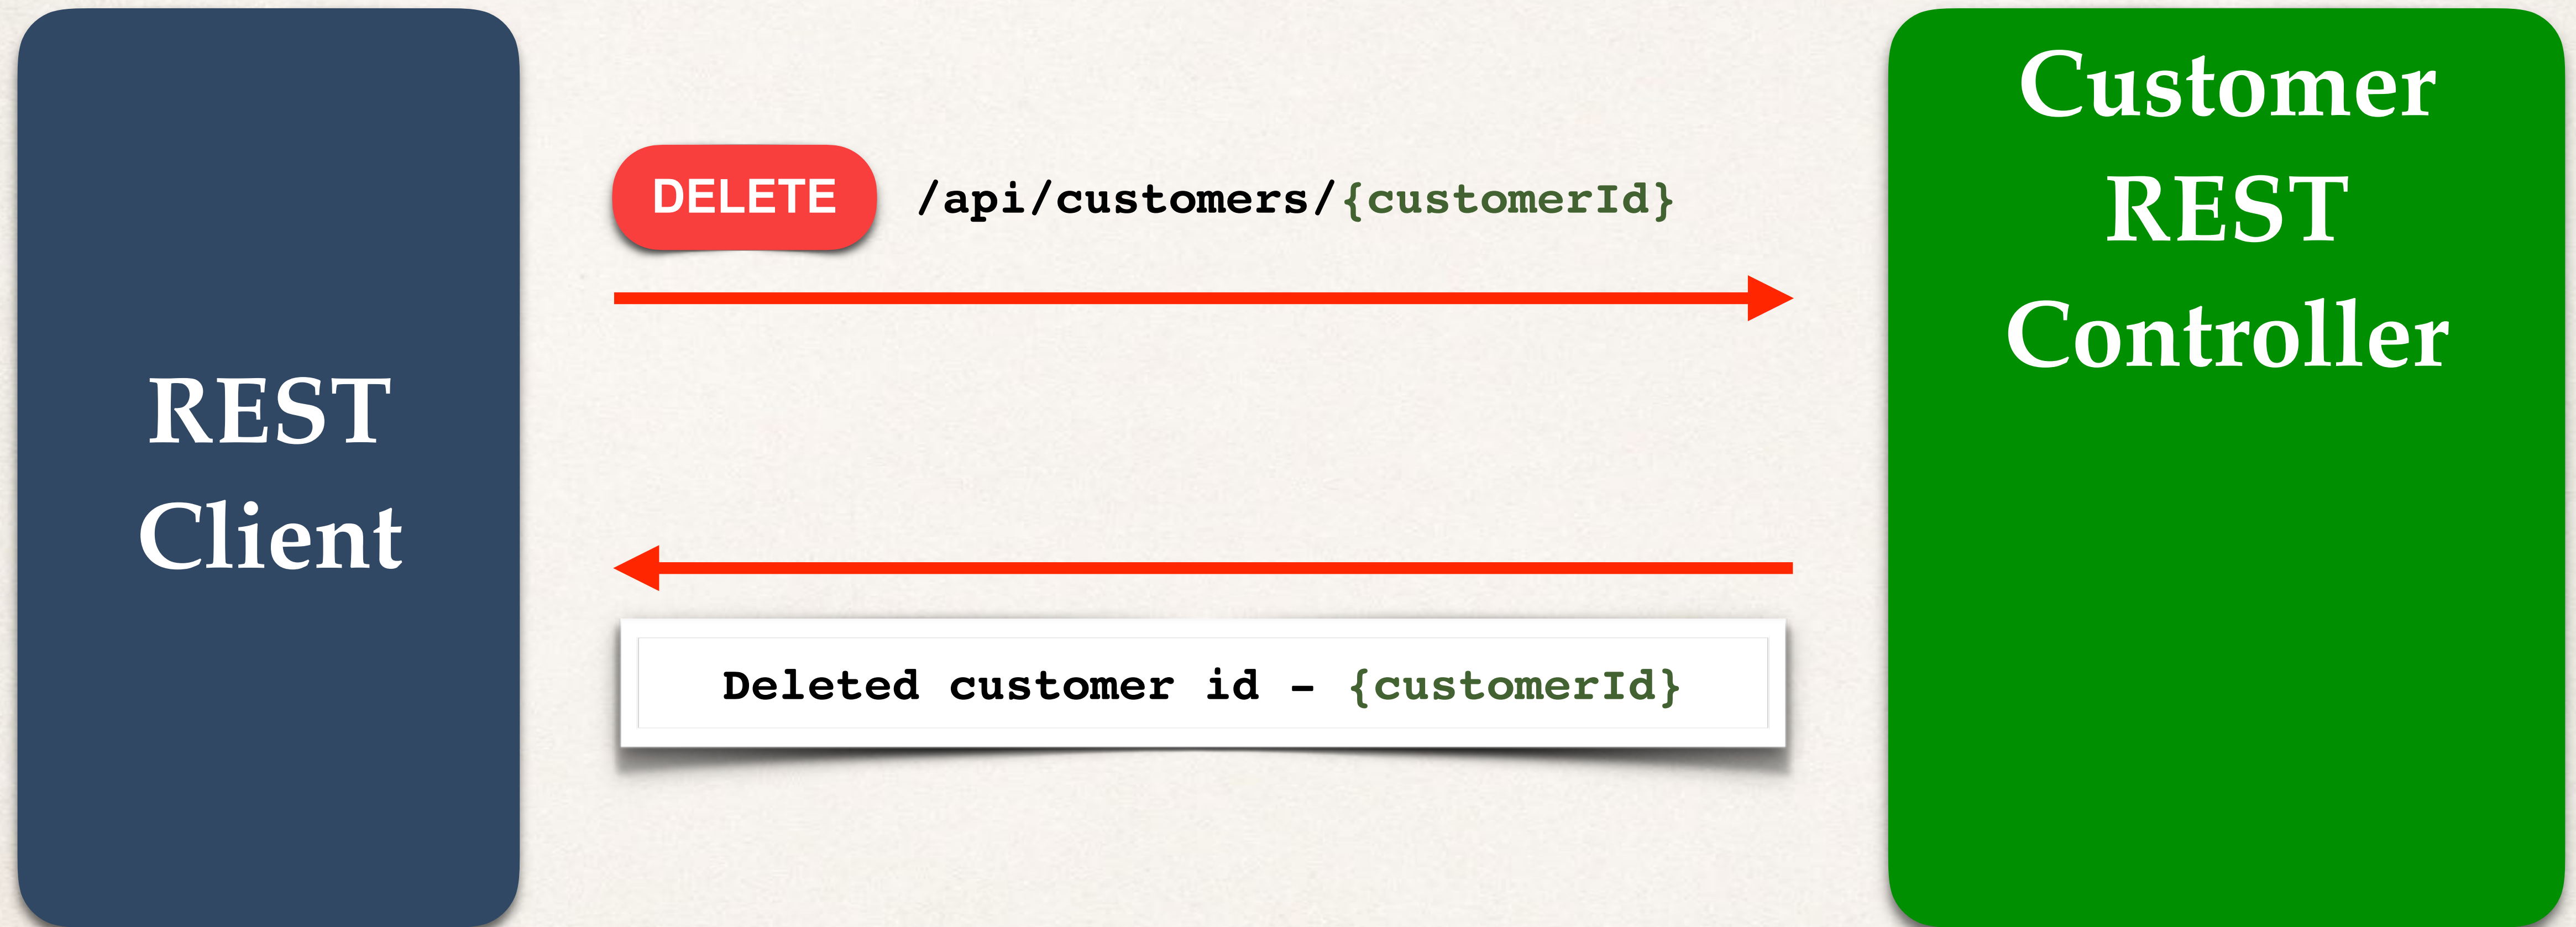 REST
Client
DELETE /api/customers/{customerId}
Deleted customer id - {customerId}
Customer
REST
Controller